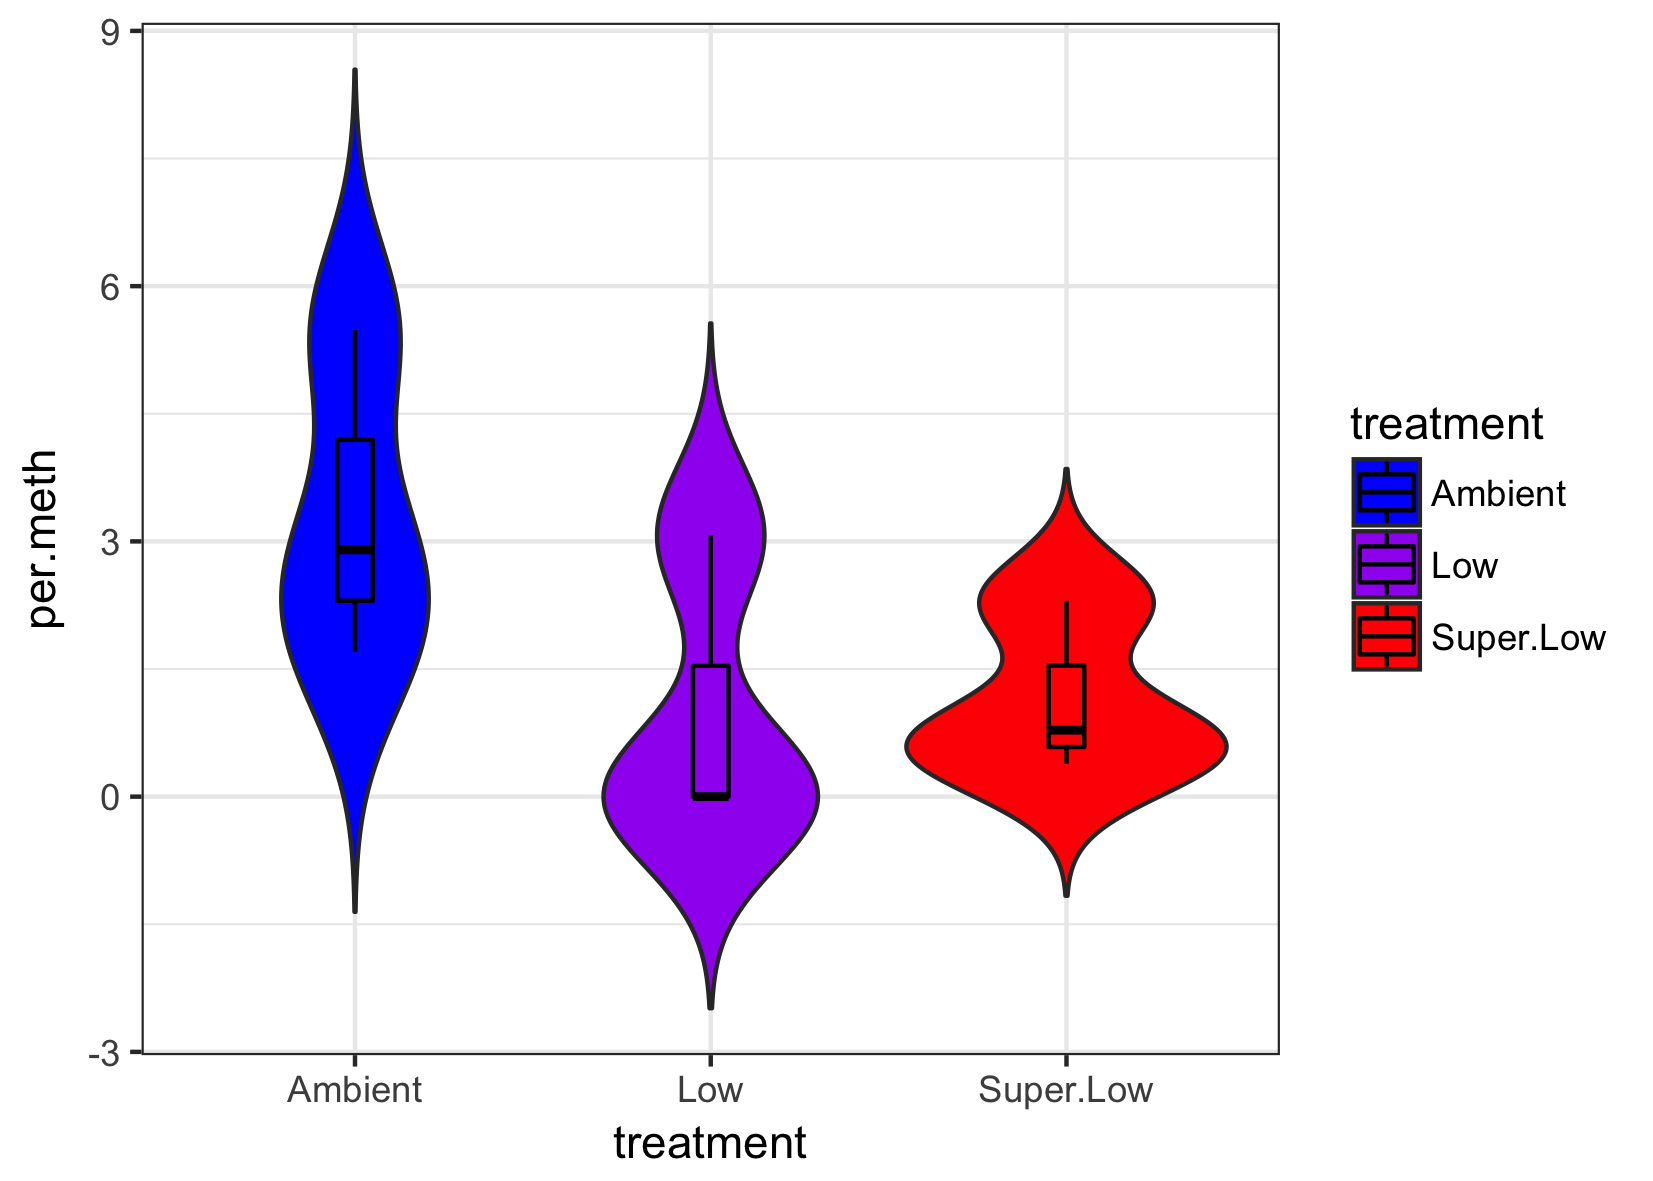 9
6
3
0
-3
per.meth
Ambient
Low
Super.Low
treatment
treatment
Ambient
Low
Super.Low